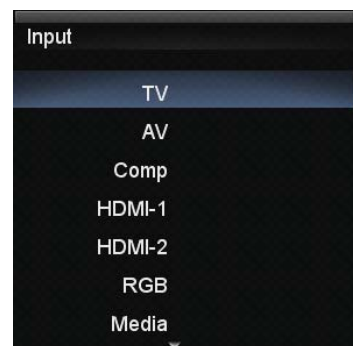 Input
TV
AV
Comp
HDMI-1
HDMI-2
RGB
Media